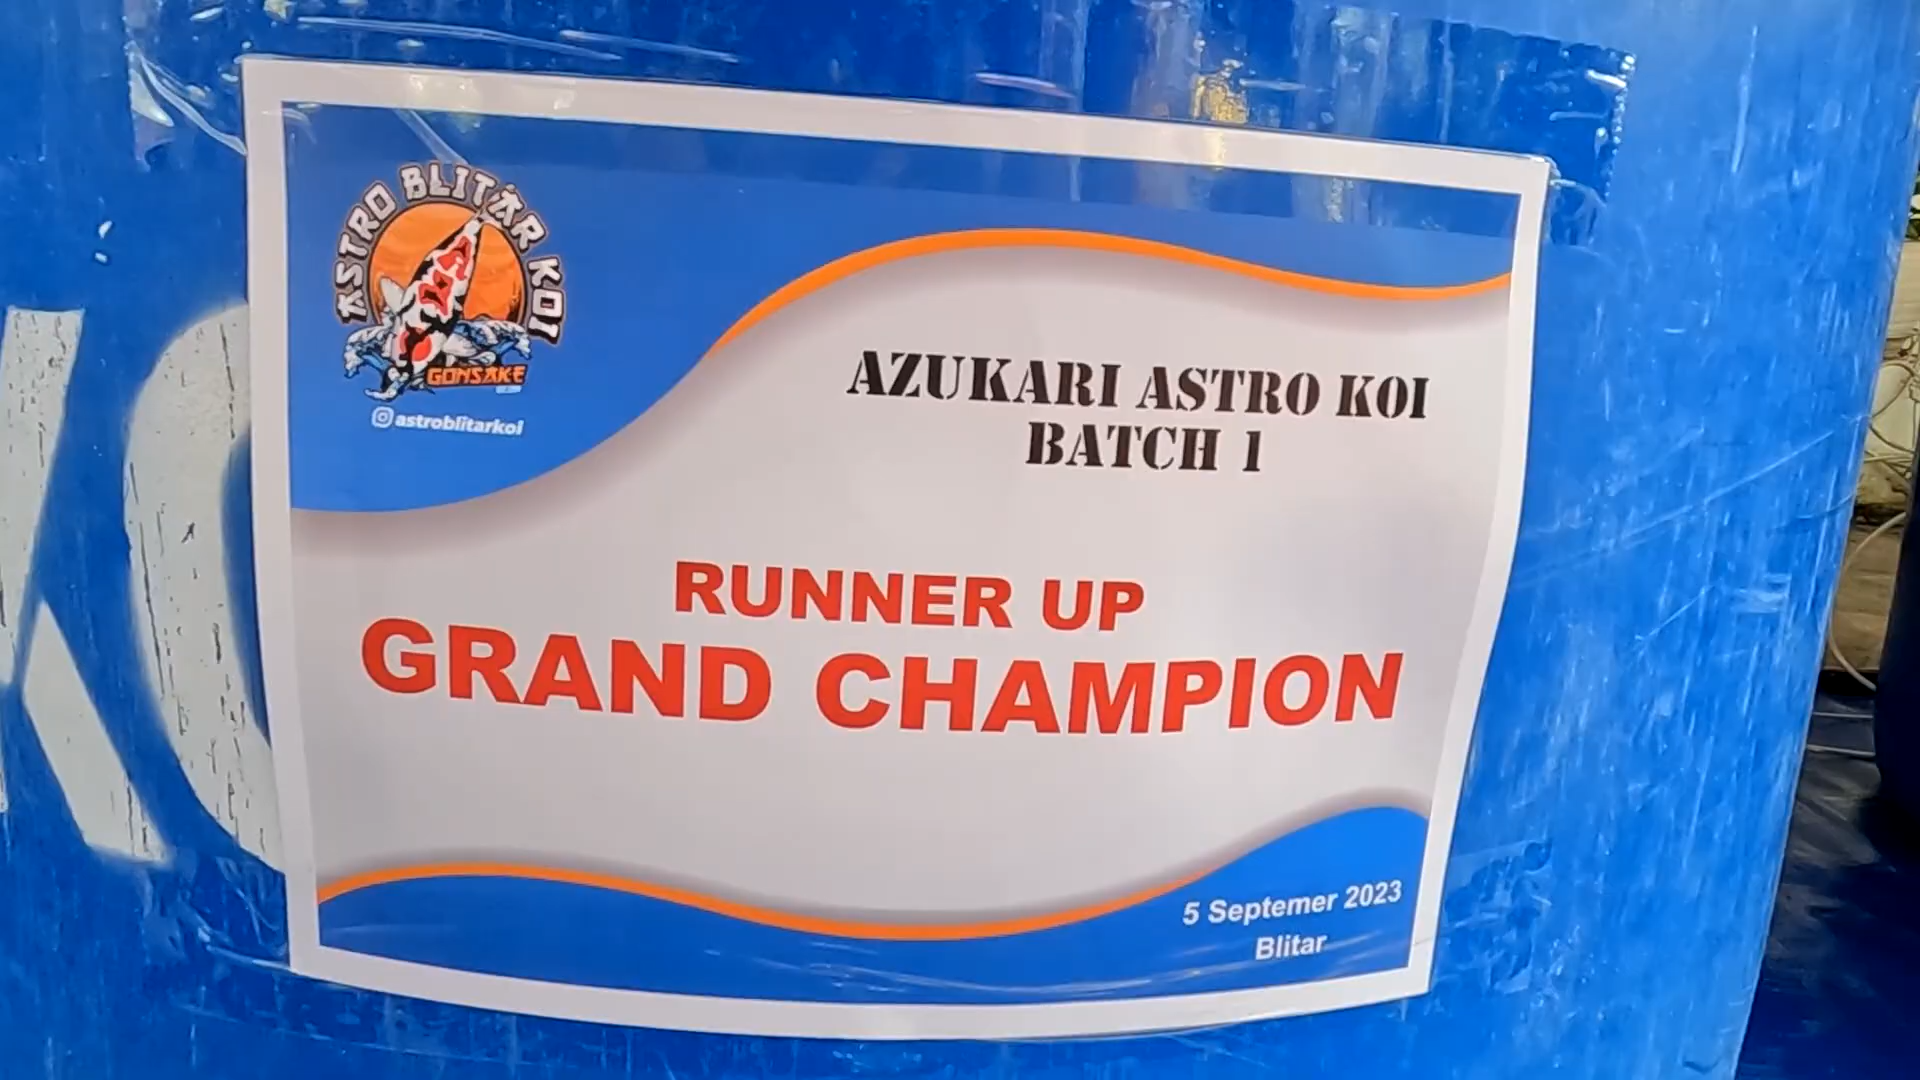 ASTRO BLITAR KOI
GONSAKE
astroblitarkoi
AZUKARI ASTRO KOI
BATCH 1
RUNNER UP
GRAND CHAMPION
5 Septemer 2023
Blitar